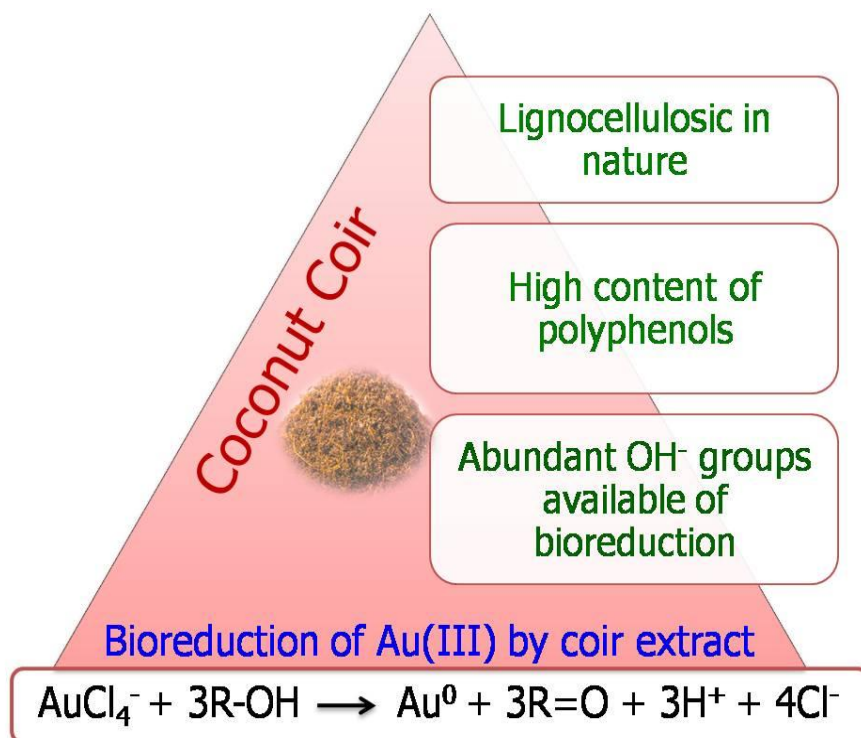 Coconut Coir
Lignocellulosic in
nature
High content of
polyphenols
Abundant OH⁻ groups
available of
bioreduction
Bioreduction of Au(III) by coir extract
AuCl₄⁻ + 3R-OH ⟶ Au⁰ + 3R=O + 3H⁺ + 4Cl⁻